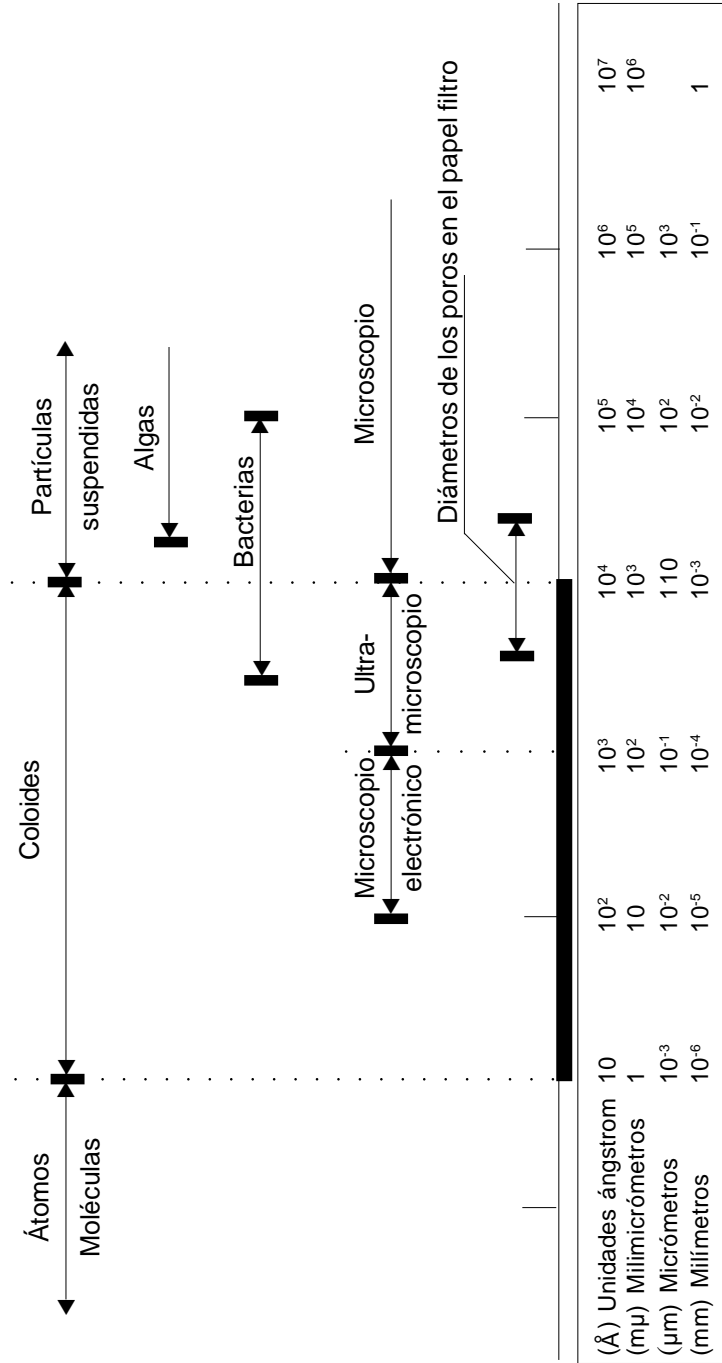 Átomos
Moléculas
Coloides
Partículas
suspendidas
Algas
Bacterias
Microscopio
electrónico
Ultra-
microscopio
Microscopio
Diámetros de los poros en el papel filtro
(Å) Unidades ángstrom 10 10² 10³ 10⁴ 10⁵ 10⁶ 10⁷
(mµ) Milimicrómetros 1 10 10² 10³ 10⁴ 10⁵ 10⁶
(µm) Micrómetros 10⁻³ 10⁻² 10⁻¹ 110 10² 10³
(mm) Milímetros 10⁻⁶ 10⁻⁵ 10⁻⁴ 10⁻³ 10⁻² 10⁻¹ 1